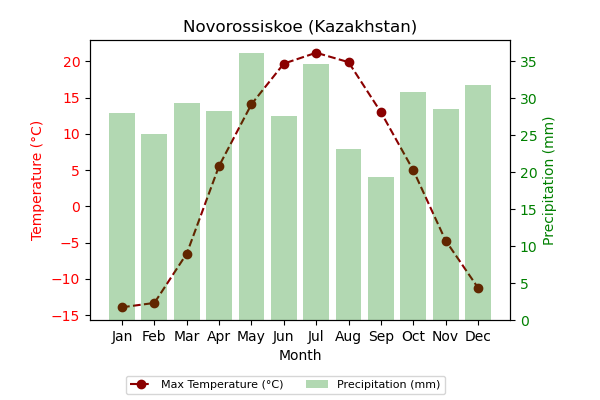 Novorossiskoe (Kazakhstan)
20
15
10
5
0
−5
−10
−15
Temperature (°C)
35
30
25
20
15
10
5
0
Precipitation (mm)
Jan Feb Mar Apr May Jun Jul Aug Sep Oct Nov Dec
Month
Max Temperature (°C) Precipitation (mm)